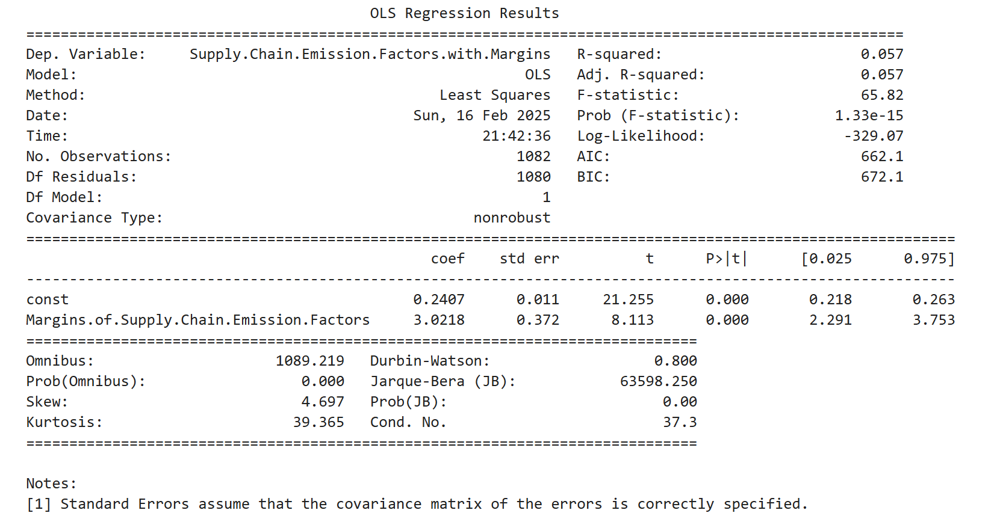 OLS Regression Results
==============================================================================
Dep. Variable: Supply.Chain.Emission.Factors.with.Margins R-squared: 0.057
Model: OLS Adj. R-squared: 0.057
Method: Least Squares F-statistic: 65.82
Date: Sun, 16 Feb 2025 Prob (F-statistic): 1.33e-15
Time: 21:42:36 Log-Likelihood: -329.07
No. Observations: 1082 AIC: 662.1
Df Residuals: 1080 BIC: 672.1
Df Model: 1
Covariance Type: nonrobust
==============================================================================
coef std err t P>|t| [0.025 0.975]
------------------------------------------------------------------------------
const 0.2407 0.011 21.255 0.000 0.218 0.263
Margins.of.Supply.Chain.Emission.Factors 3.0218 0.372 8.113 0.000 2.291 3.753
==============================================================================
Omnibus: 1089.219 Durbin-Watson: 0.800
Prob(Omnibus): 0.000 Jarque-Bera (JB): 63598.250
Skew: 4.697 Prob(JB): 0.00
Kurtosis: 39.365 Cond. No. 37.3
==============================================================================
Notes:
[1] Standard Errors assume that the covariance matrix of the errors is correctly specified.